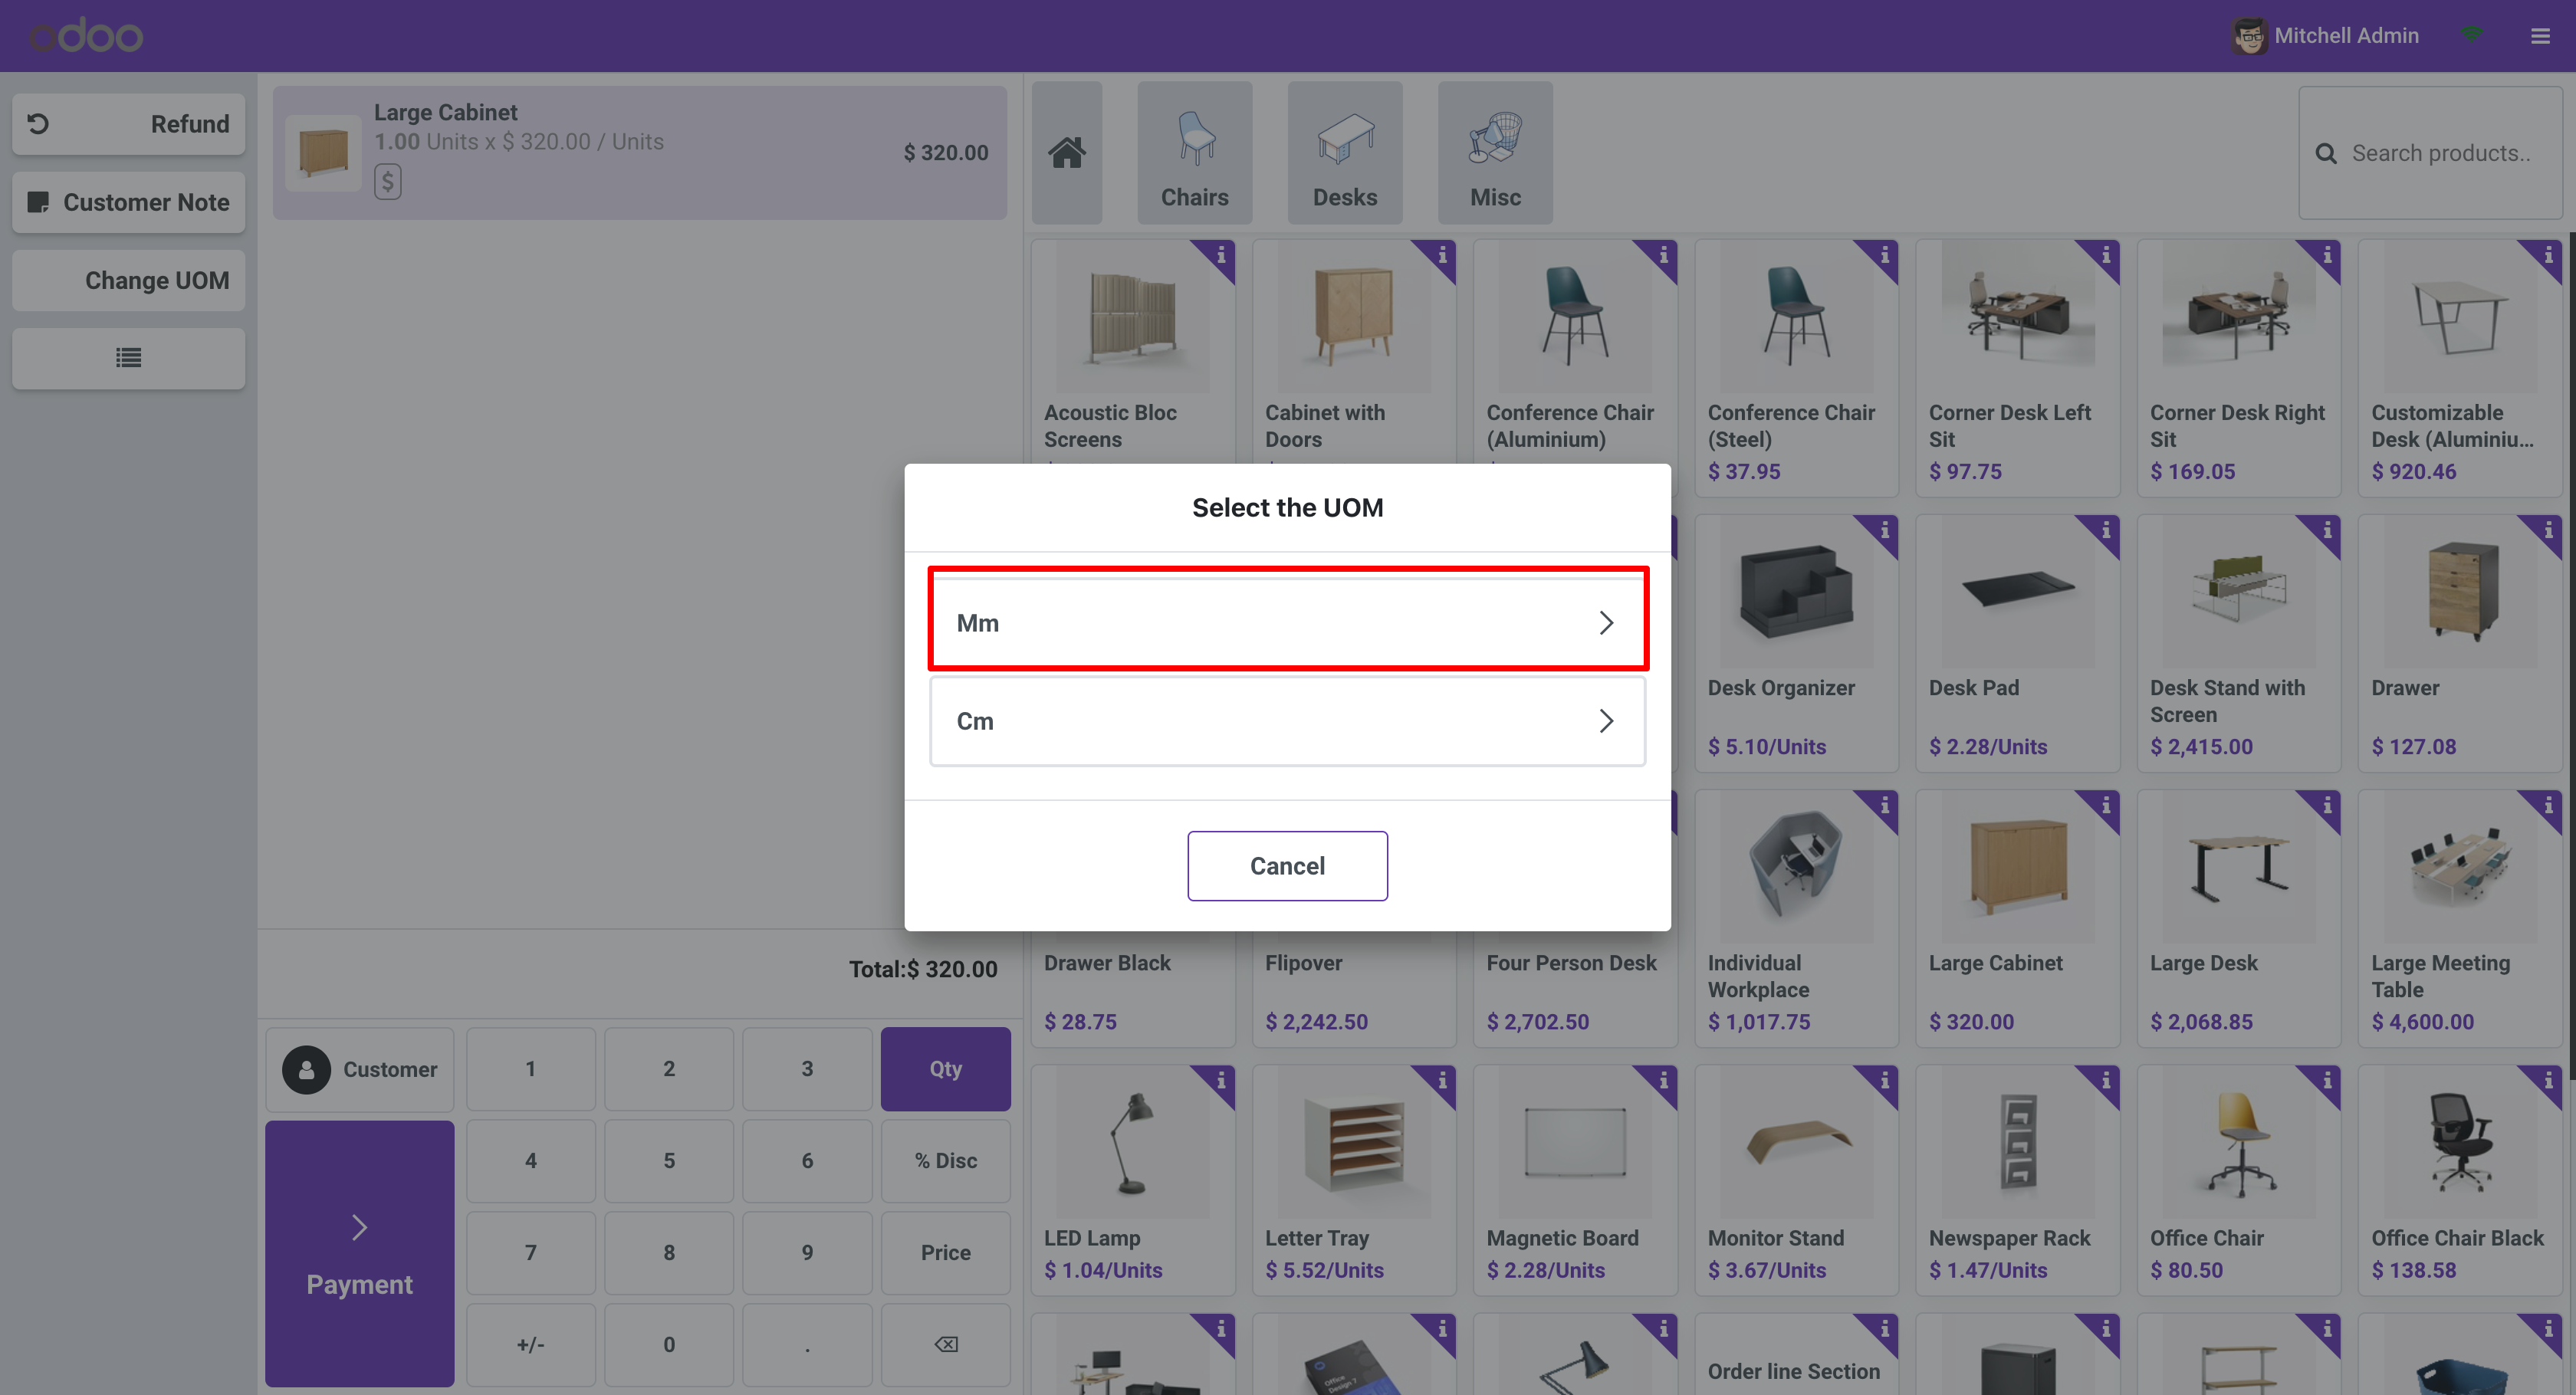 odoo
Mitchell Admin
Refund
Customer Note
Change UOM
Large Cabinet
1.00 Units x $ 320.00 / Units
$
$ 320.00
Chairs
Desks
Misc
Search products..
Acoustic Bloc
Screens
Cabinet with
Doors
Conference Chair
(Aluminium)
Conference Chair
(Steel)
$ 37.95
Corner Desk Left
Sit
$ 97.75
Corner Desk Right
Sit
$ 169.05
Customizable
Desk (Aluminiu...
$ 920.46
Select the UOM
Mm
Cm
Cancel
Desk Organizer
$ 5.10/Units
Desk Pad
$ 2.28/Units
Desk Stand with
Screen
$ 2,415.00
Drawer
$ 127.08
Drawer Black
$ 28.75
Flipover
$ 2,242.50
Four Person Desk
$ 2,702.50
Individual
Workplace
$ 1,017.75
Large Cabinet
$ 320.00
Large Desk
$ 2,068.85
Large Meeting
Table
$ 4,600.00
LED Lamp
$ 1.04/Units
Letter Tray
$ 5.52/Units
Magnetic Board
$ 2.28/Units
Monitor Stand
$ 3.67/Units
Newspaper Rack
$ 1.47/Units
Office Chair
$ 80.50
Office Chair Black
$ 138.58
Office
Design 7
Order line Section
Total:$ 320.00
Customer
1
2
3
Qty
4
5
6
% Disc
7
8
9
Price
+/-
0
.
Payment